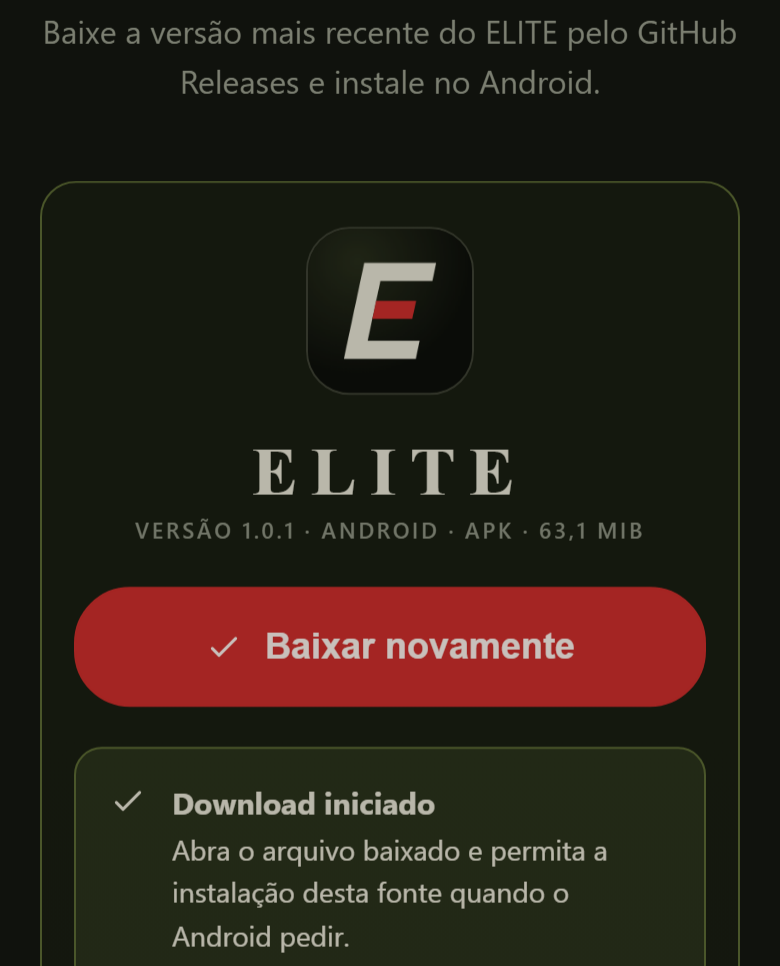 Baixe a versão mais recente do ELITE pelo GitHub
Releases e instale no Android.
E
ELITE
VERSÃO 1.0.1 · ANDROID · APK · 63,1 MIB
Baixar novamente
Download iniciado
Abra o arquivo baixado e permita a
instalação desta fonte quando o
Android pedir.